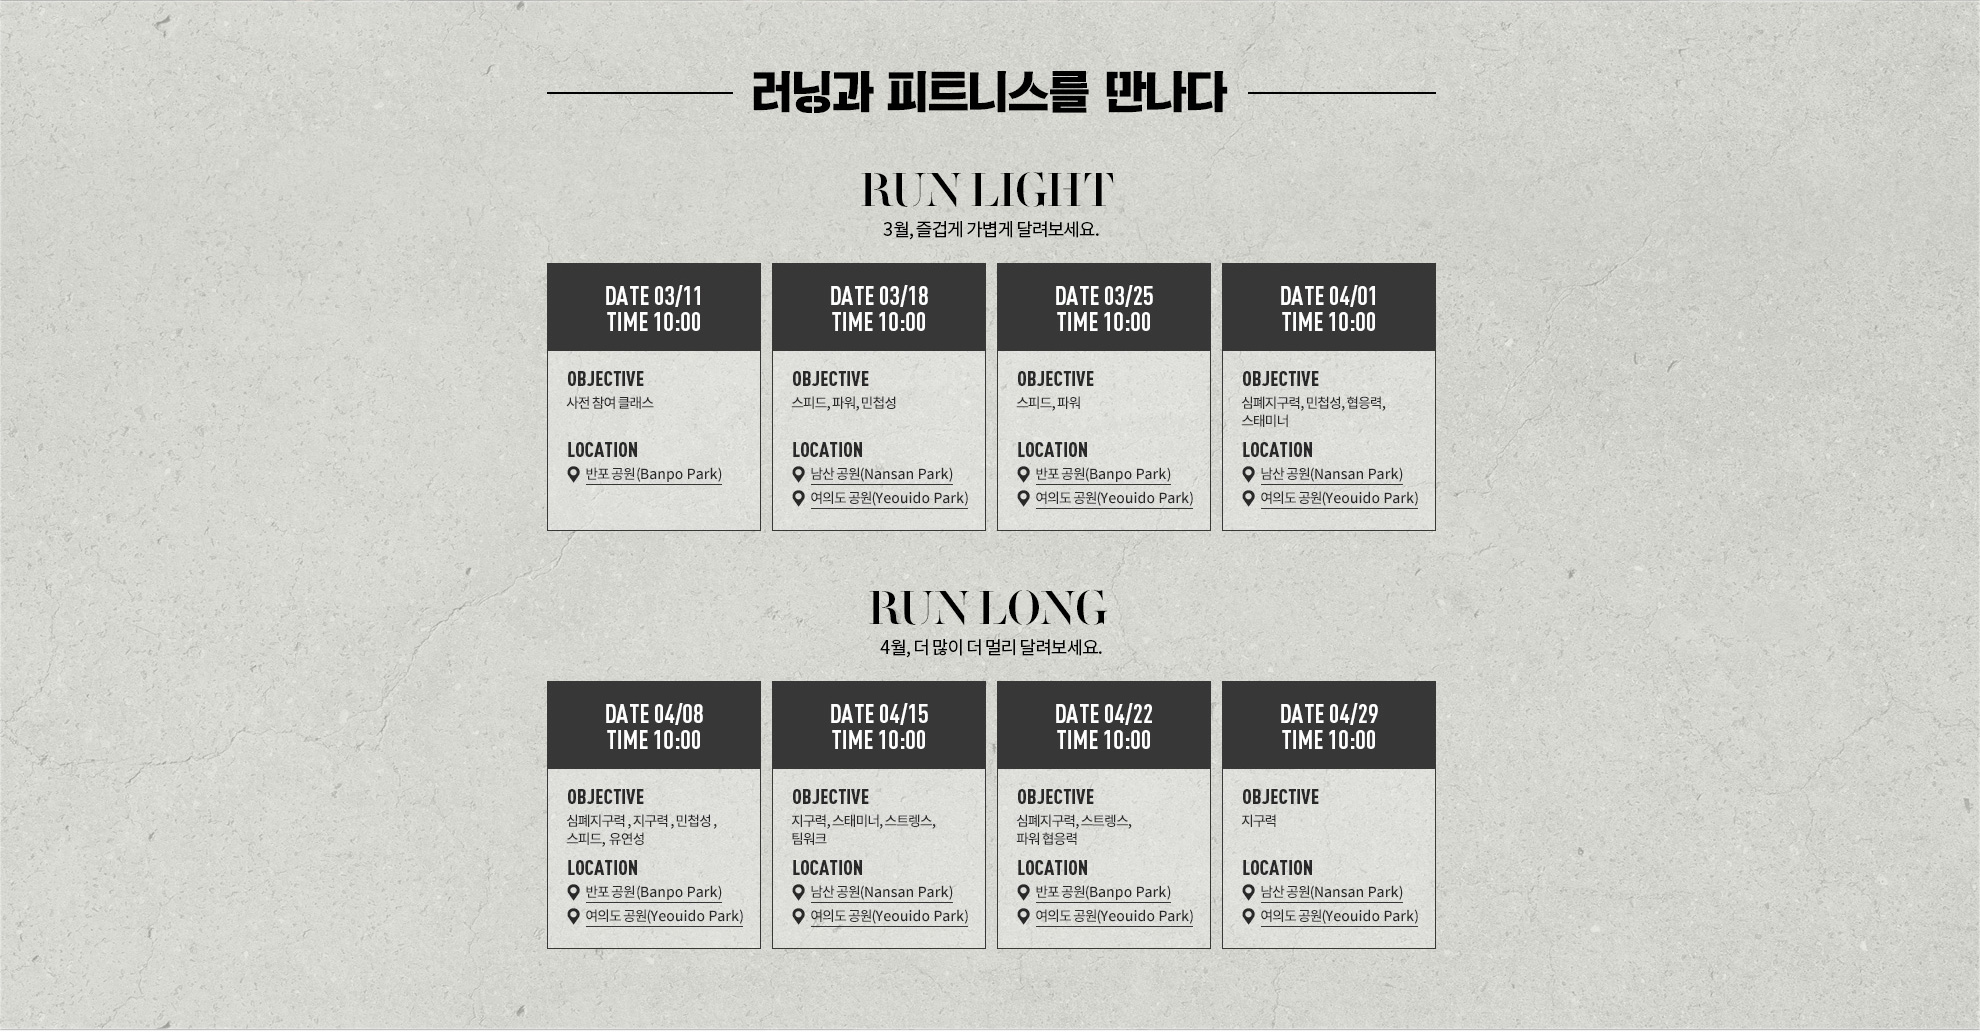 러닝과 피트니스를 만나다
RUN LIGHT
3월, 즐겁게 가볍게 달려보세요.
DATE 03/11
TIME 10:00
OBJECTIVE
사전 참여 클래스
LOCATION
반포 공원(Banpo Park)
DATE 03/18
TIME 10:00
OBJECTIVE
스피드, 파워, 민첩성
LOCATION
남산 공원(Nansan Park)
여의도 공원(Yeouido Park)
DATE 03/25
TIME 10:00
OBJECTIVE
스피드, 파워
LOCATION
반포 공원(Banpo Park)
여의도 공원(Yeouido Park)
DATE 04/01
TIME 10:00
OBJECTIVE
심폐지구력, 민첩성, 협응력,
스태미너
LOCATION
남산 공원(Nansan Park)
여의도 공원(Yeouido Park)
RUN LONG
4월, 더 많이 더 멀리 달려보세요.
DATE 04/08
TIME 10:00
OBJECTIVE
심폐지구력 , 지구력 , 민첩성 ,
스피드, 유연성
LOCATION
반포 공원(Banpo Park)
여의도 공원(Yeouido Park)
DATE 04/15
TIME 10:00
OBJECTIVE
지구력, 스태미너, 스트렝스,
팀워크
LOCATION
남산 공원(Nansan Park)
여의도 공원(Yeouido Park)
DATE 04/22
TIME 10:00
OBJECTIVE
심폐지구력, 스트렝스,
파워 협응력
LOCATION
반포 공원(Banpo Park)
여의도 공원(Yeouido Park)
DATE 04/29
TIME 10:00
OBJECTIVE
지구력
LOCATION
남산 공원(Nansan Park)
여의도 공원(Yeouido Park)